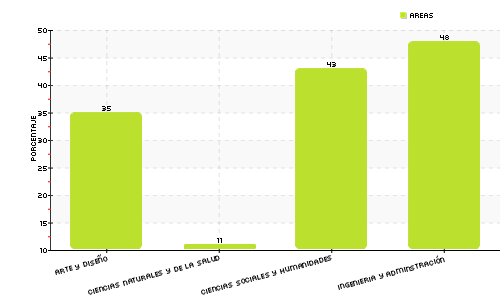 AREAS
PORCENTAJE
50
45
40
35
30
25
20
15
10
35
11
43
48
ARTE Y DISEÑO
CIENCIAS NATURALES Y DE LA SALUD
CIENCIAS SOCIALES Y HUMANIDADES
INGENIERIA Y ADMINSTRACIÓN